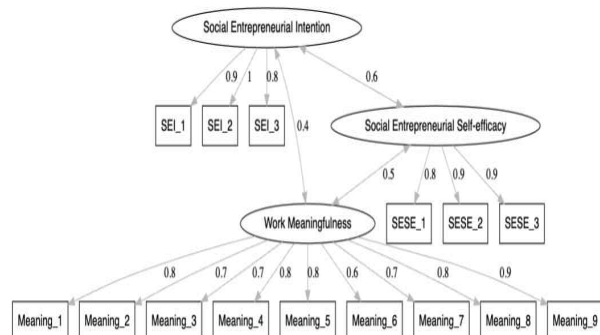 Social Entrepreneurial Intention
0.9 1 0.8 0.6
SEI_1 SEI_2 SEI_3
0.4
Social Entrepreneurial Self-efficacy
0.5 0.8 0.9 0.9
Work Meaningfulness
SESE_1 SESE_2 SESE_3
0.8 0.7 0.7 0.8 0.8 0.6 0.7 0.8 0.9
Meaning_1 Meaning_2 Meaning_3 Meaning_4 Meaning_5 Meaning_6 Meaning_7 Meaning_8 Meaning_9